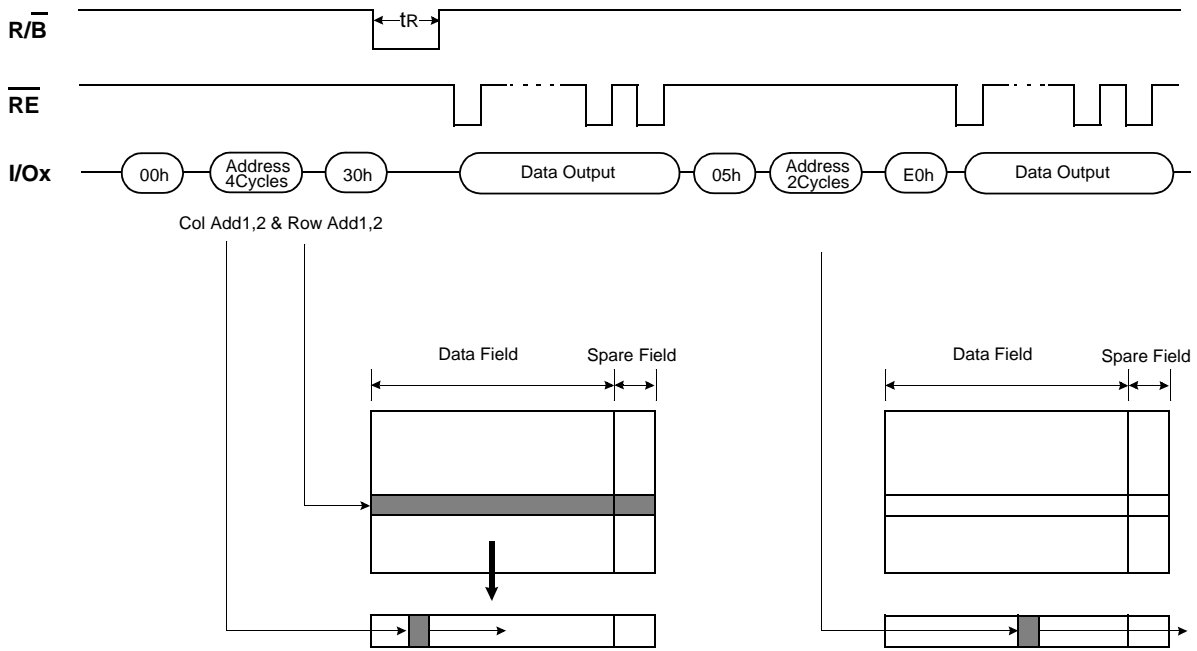 R/B
tR
RE
I/Ox
00h
Address
4Cycles
30h
Data Output
05h
Address
2Cycles
E0h
Data Output
Col Add1,2 & Row Add1,2
Data Field
Spare Field
Data Field
Spare Field